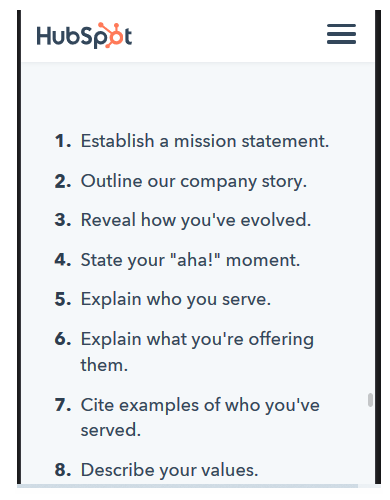 HubSpot
1. Establish a mission statement.
2. Outline our company story.
3. Reveal how you've evolved.
4. State your "aha!" moment.
5. Explain who you serve.
6. Explain what you're offering
them.
7. Cite examples of who you've
served.
8. Describe your values.